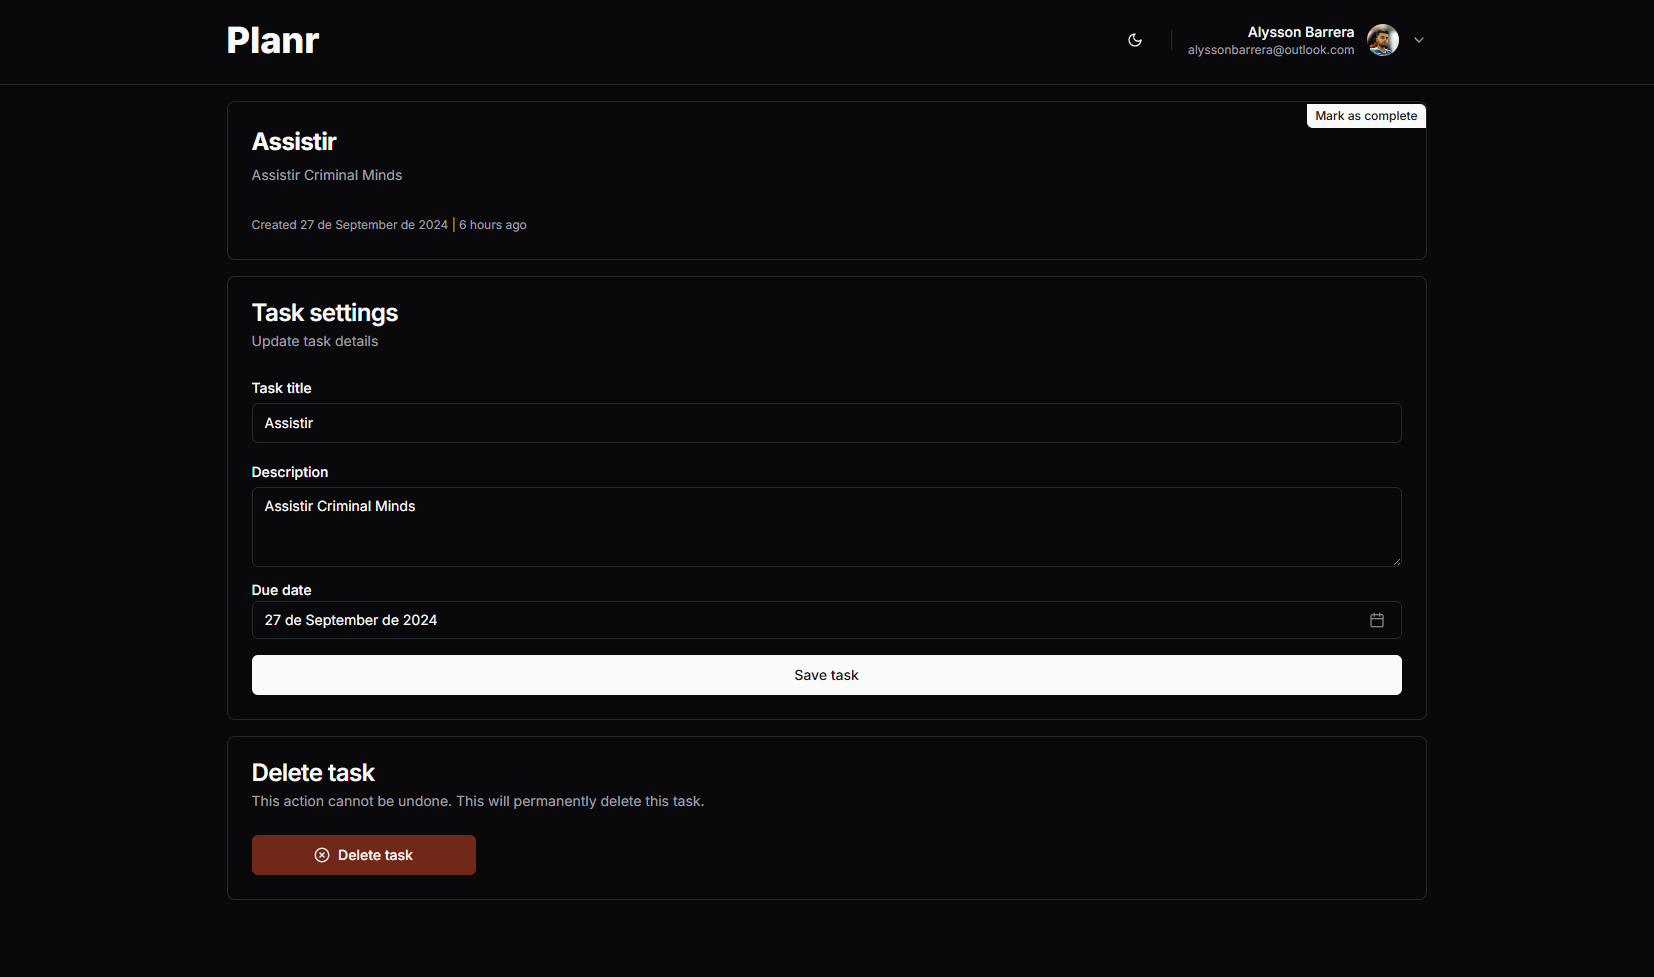 Planr
Alysson Barrera
alyssonbarrera@outlook.com
Mark as complete
Assistir
Assistir Criminal Minds
Created 27 de September de 2024 | 6 hours ago
Task settings
Update task details
Task title
Assistir
Description
Assistir Criminal Minds
Due date
27 de September de 2024
Save task
Delete task
This action cannot be undone. This will permanently delete this task.
Delete task